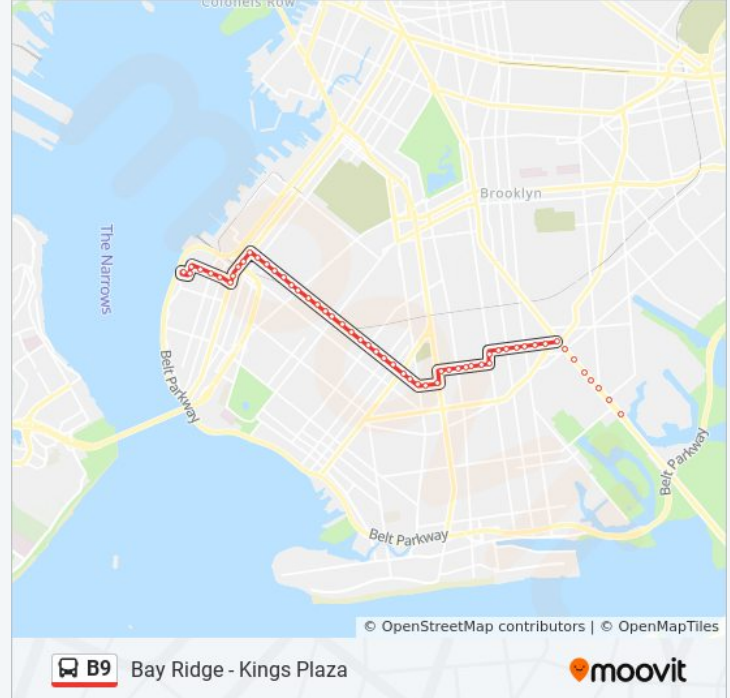 Colonels Row
Brooklyn
The Narrows
Belt Parkway
Belt Parkway
Belt Parkway
© OpenStreetMap contributors | © OpenMapTiles
B9 Bay Ridge - Kings Plaza
moovit